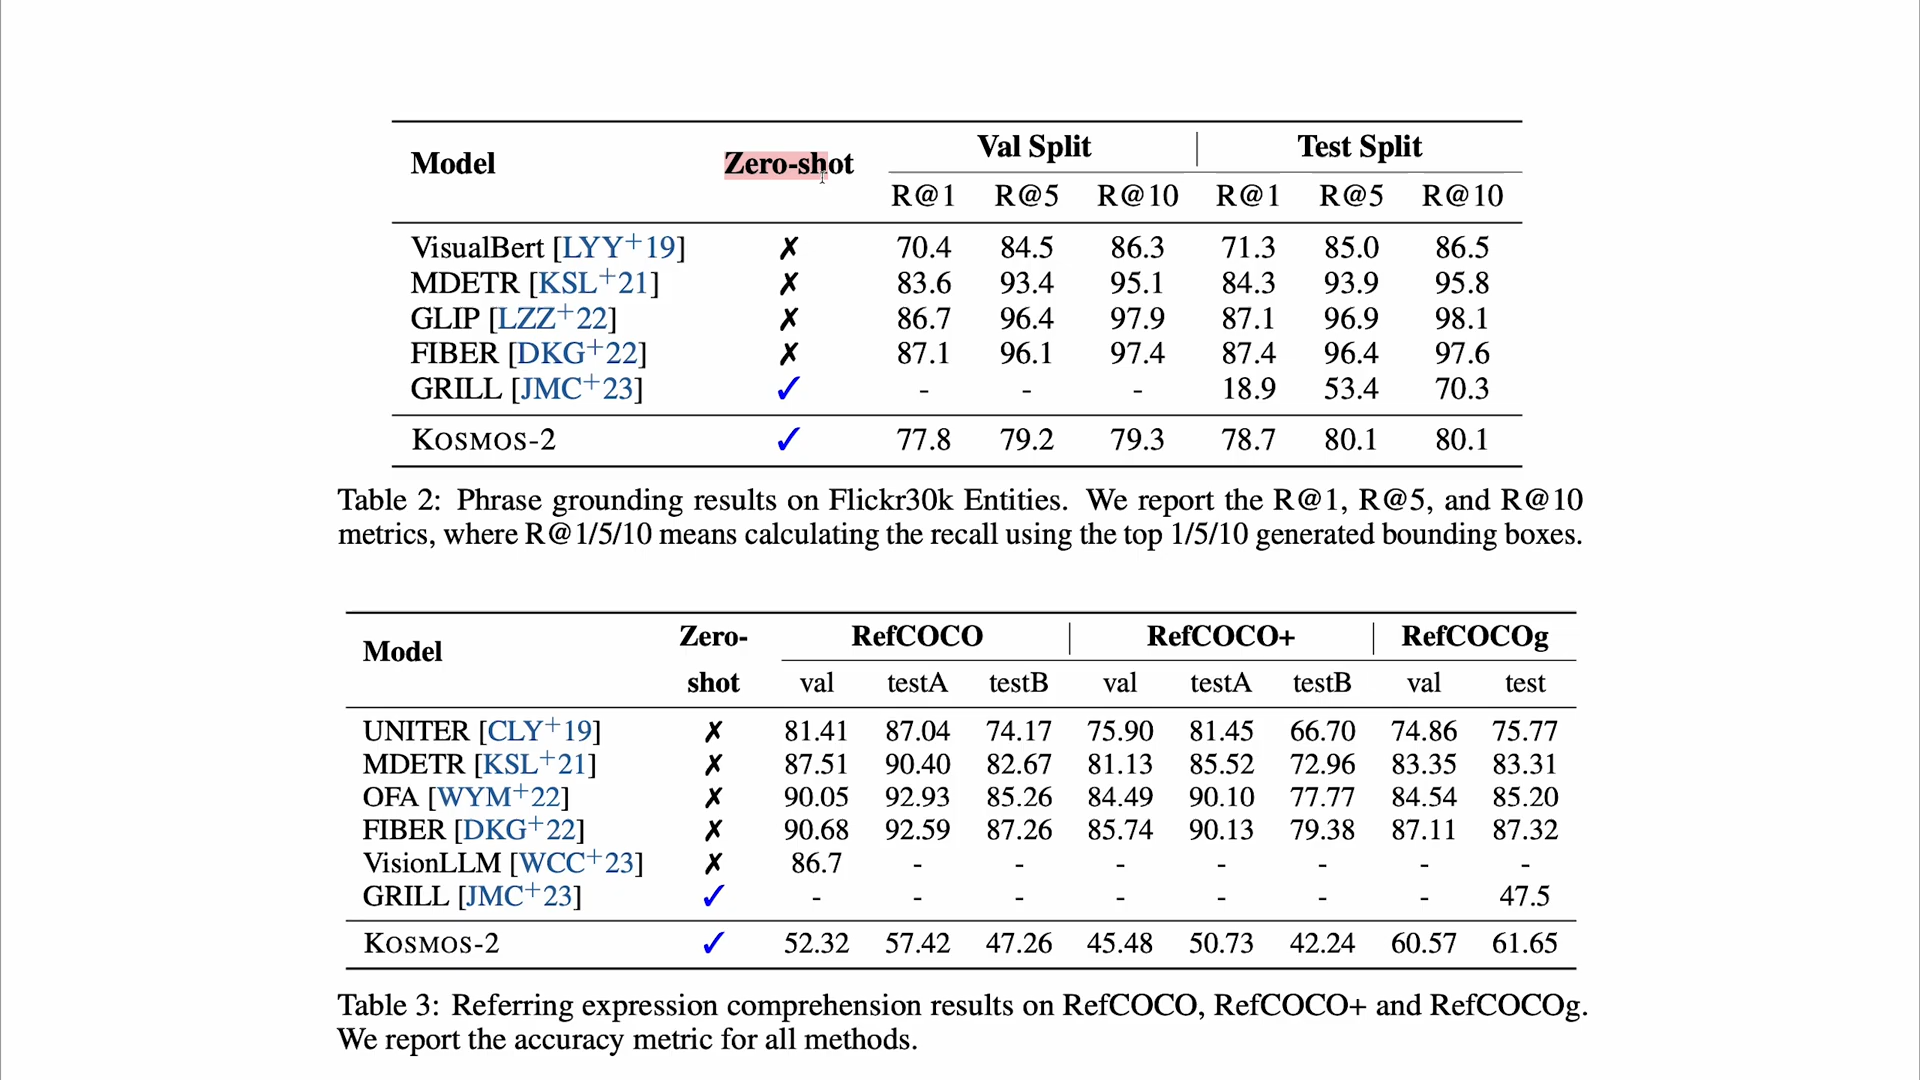 Model Zero-shot Val Split Test Split
R@1 R@5 R@10 R@1 R@5 R@10
VisualBert [LYY+19] ✗ 70.4 84.5 86.3 71.3 85.0 86.5
MDETR [KSL+21] ✗ 83.6 93.4 95.1 84.3 93.9 95.8
GLIP [LZZ+22] ✗ 86.7 96.4 97.9 87.1 96.9 98.1
FIBER [DKG+22] ✗ 87.1 96.1 97.4 87.4 96.4 97.6
GRILL [JMC+23] ✓ - - - 18.9 53.4 70.3
KOSMOS-2 ✓ 77.8 79.2 79.3 78.7 80.1 80.1
Table 2: Phrase grounding results on Flickr30k Entities. We report the R@1, R@5, and R@10
metrics, where R@1/5/10 means calculating the recall using the top 1/5/10 generated bounding boxes.
Model Zero- RefCOCO RefCOCO+ RefCOCOg
shot val testA testB val testA testB val test
UNITER [CLY+19] ✗ 81.41 87.04 74.17 75.90 81.45 66.70 74.86 75.77
MDETR [KSL+21] ✗ 87.51 90.40 82.67 81.13 85.52 72.96 83.35 83.31
OFA [WYM+22] ✗ 90.05 92.93 85.26 84.49 90.10 77.77 84.54 85.20
FIBER [DKG+22] ✗ 90.68 92.59 87.26 85.74 90.13 79.38 87.11 87.32
VisionLLM [WCC+23] ✗ 86.7 - - - - - - -
GRILL [JMC+23] ✓ - - - - - - - 47.5
KOSMOS-2 ✓ 52.32 57.42 47.26 45.48 50.73 42.24 60.57 61.65
Table 3: Referring expression comprehension results on RefCOCO, RefCOCO+ and RefCOCOg.
We report the accuracy metric for all methods.